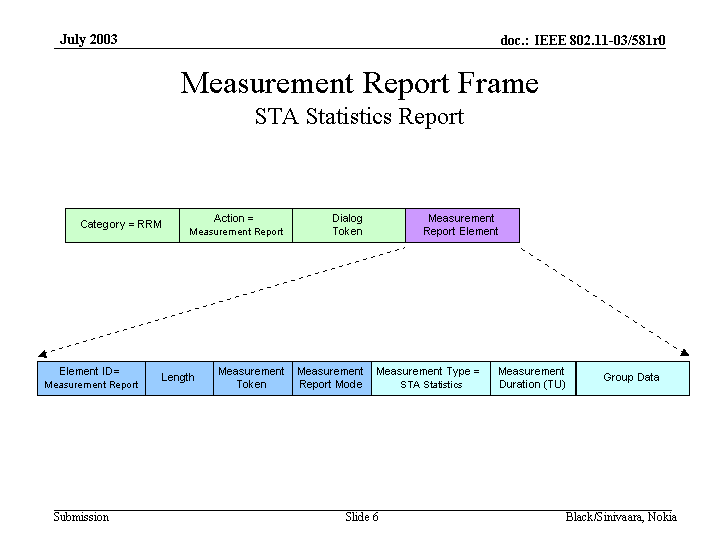 July 2003
doc.: IEEE 802.11-03/581r0
Measurement Report Frame
STA Statistics Report
Category = RRM
Action =
Measurement Report
Dialog
Token
Measurement
Report Element
Element ID=
Measurement Report
Length
Measurement
Token
Measurement
Report Mode
Measurement Type =
STA Statistics
Measurement
Duration (TU)
Group Data
Submission
Slide 6
Black/Sinivaara, Nokia